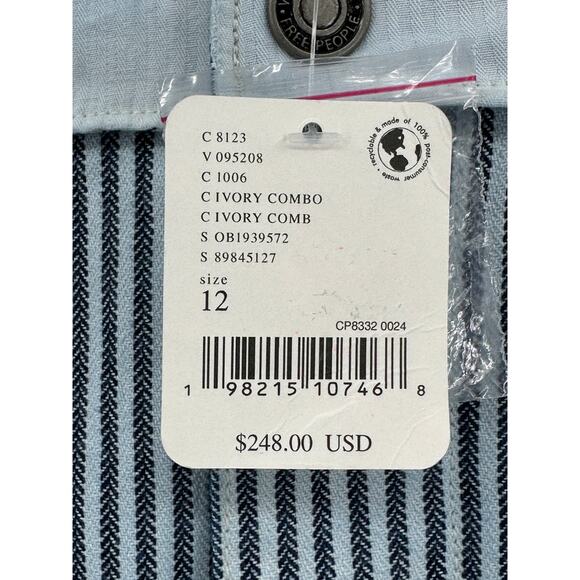 FREE PEOPLE
C 8123
V 095208
C 1006
C IVORY COMBO
C IVORY COMB
S OB1939572
S 89845127
size
12
recyclable & made of 100% post-consumer waste
CP8332 0024
1 98215 10746 8
$248.00 USD